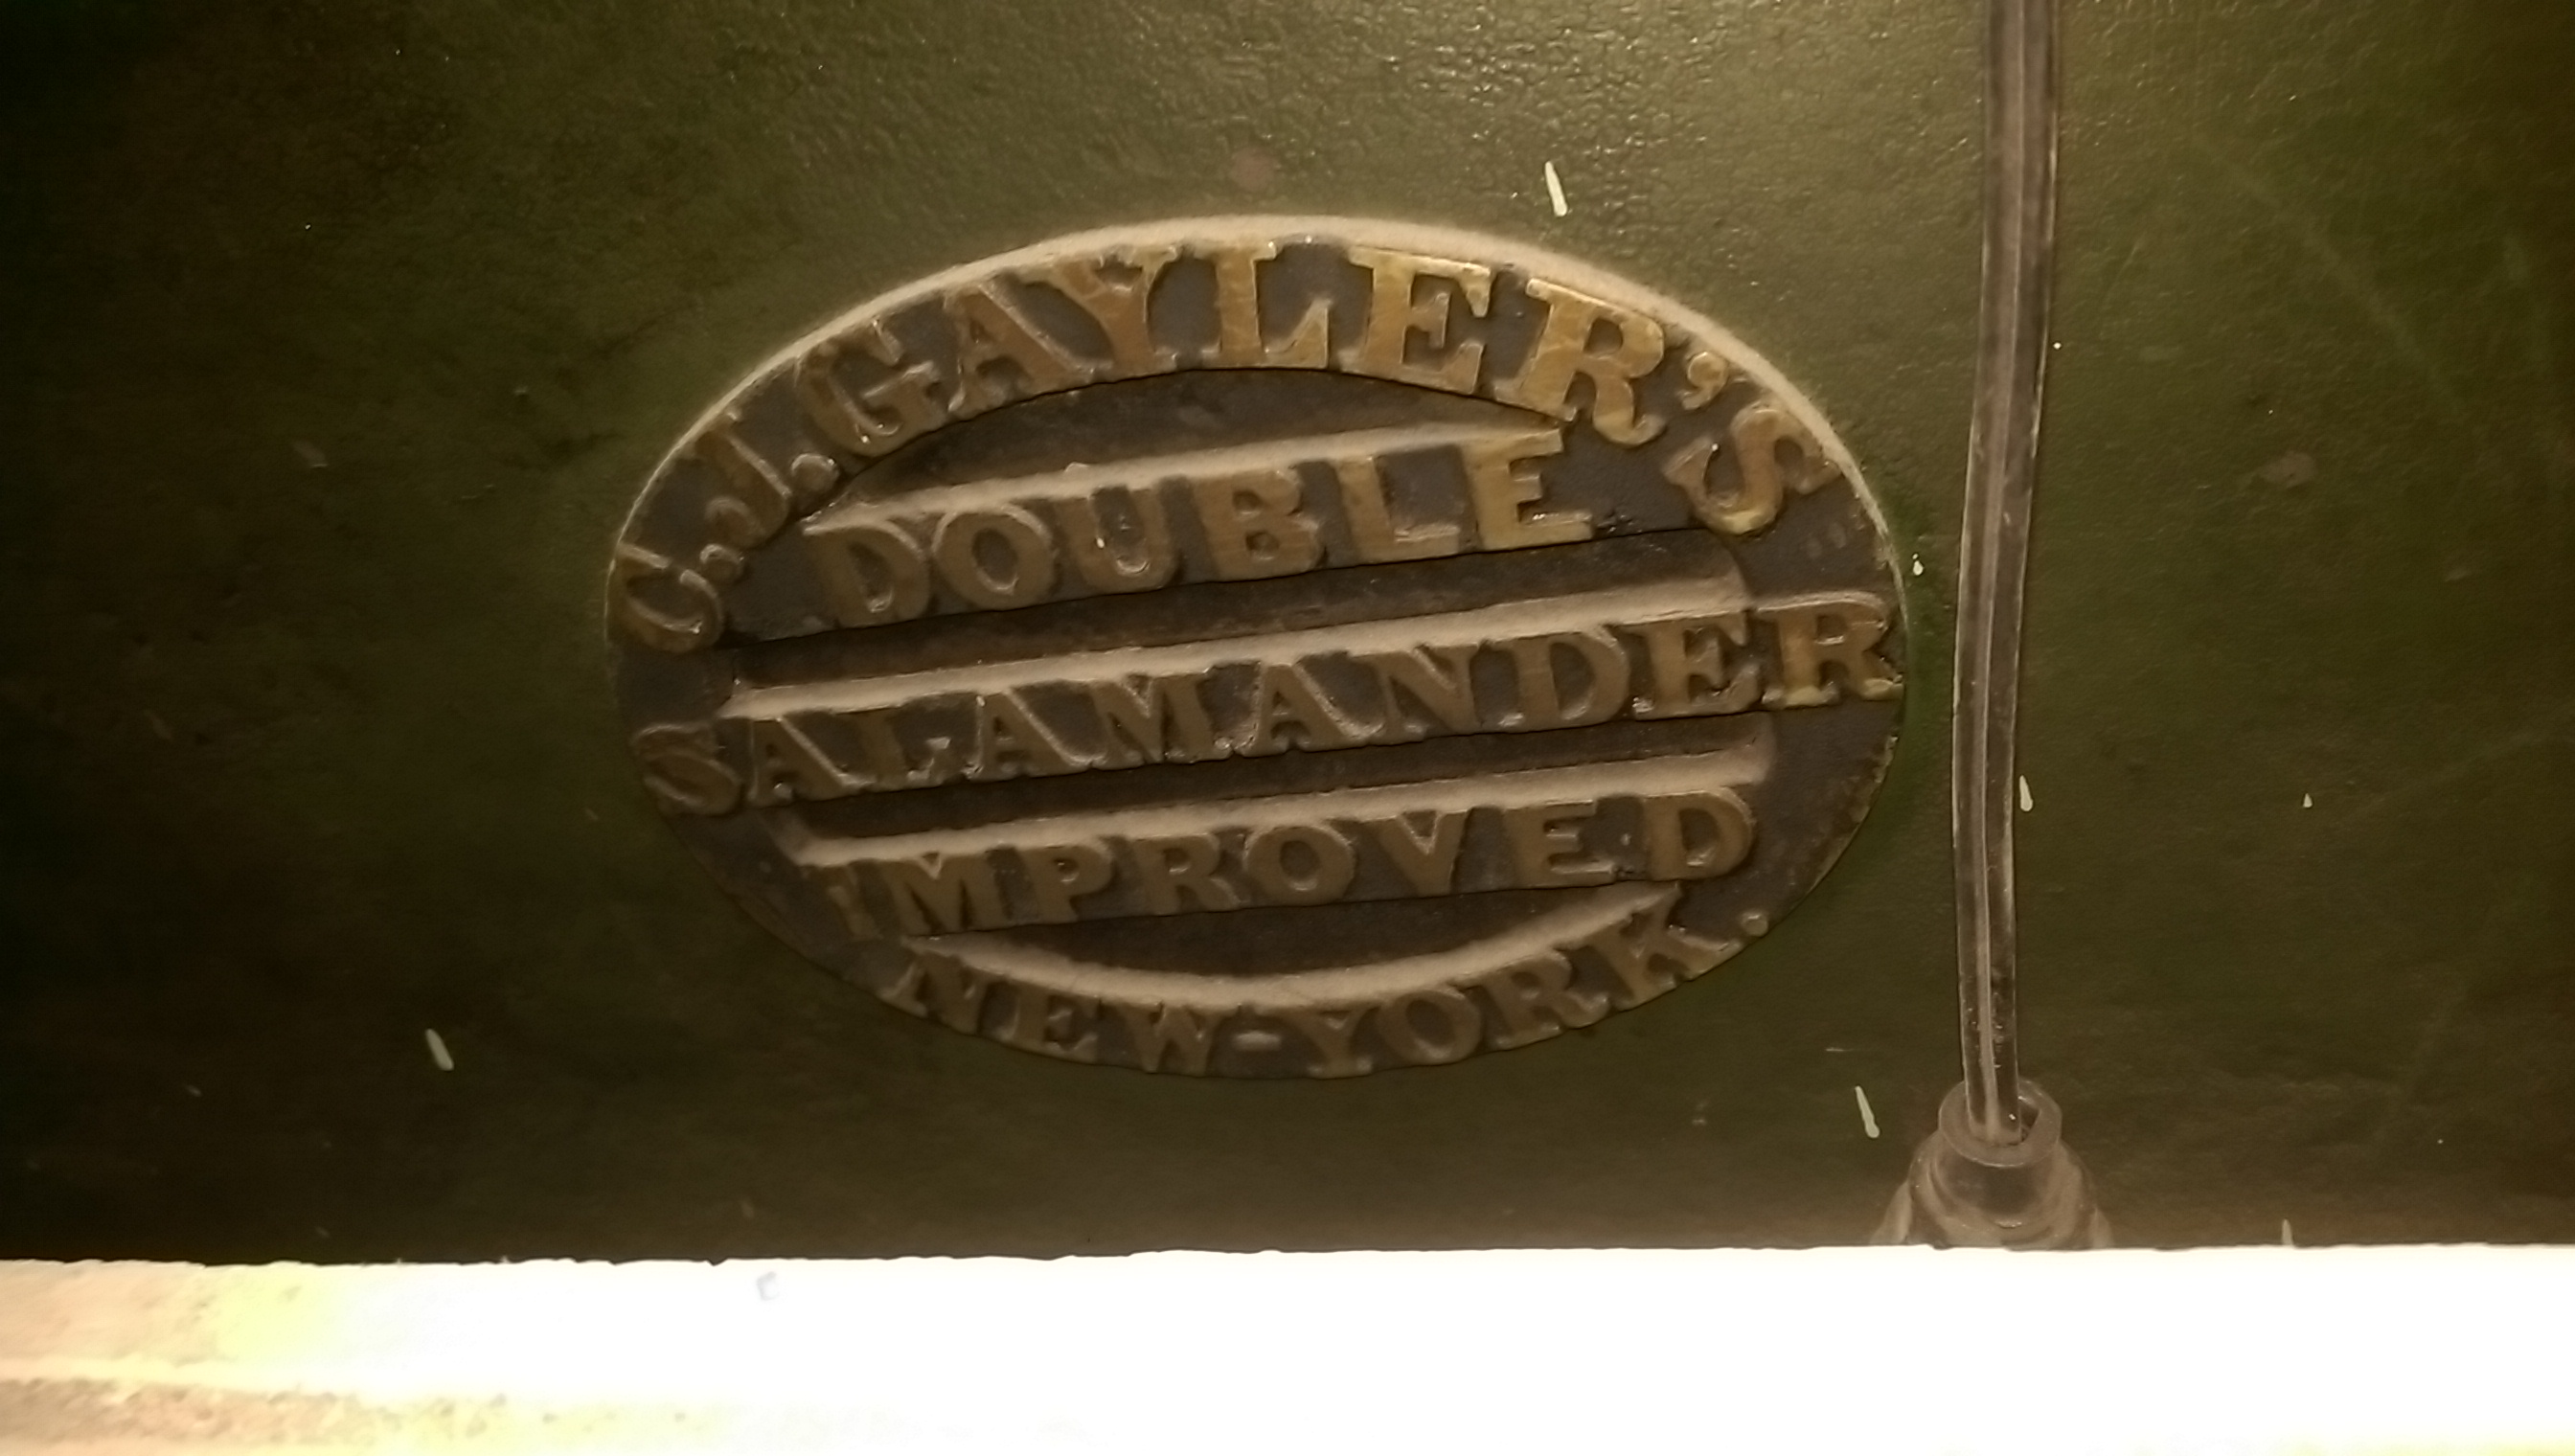 C.J.GAYLER'S
DOUBLE
SALAMANDER
IMPROVED
NEW-YORK.